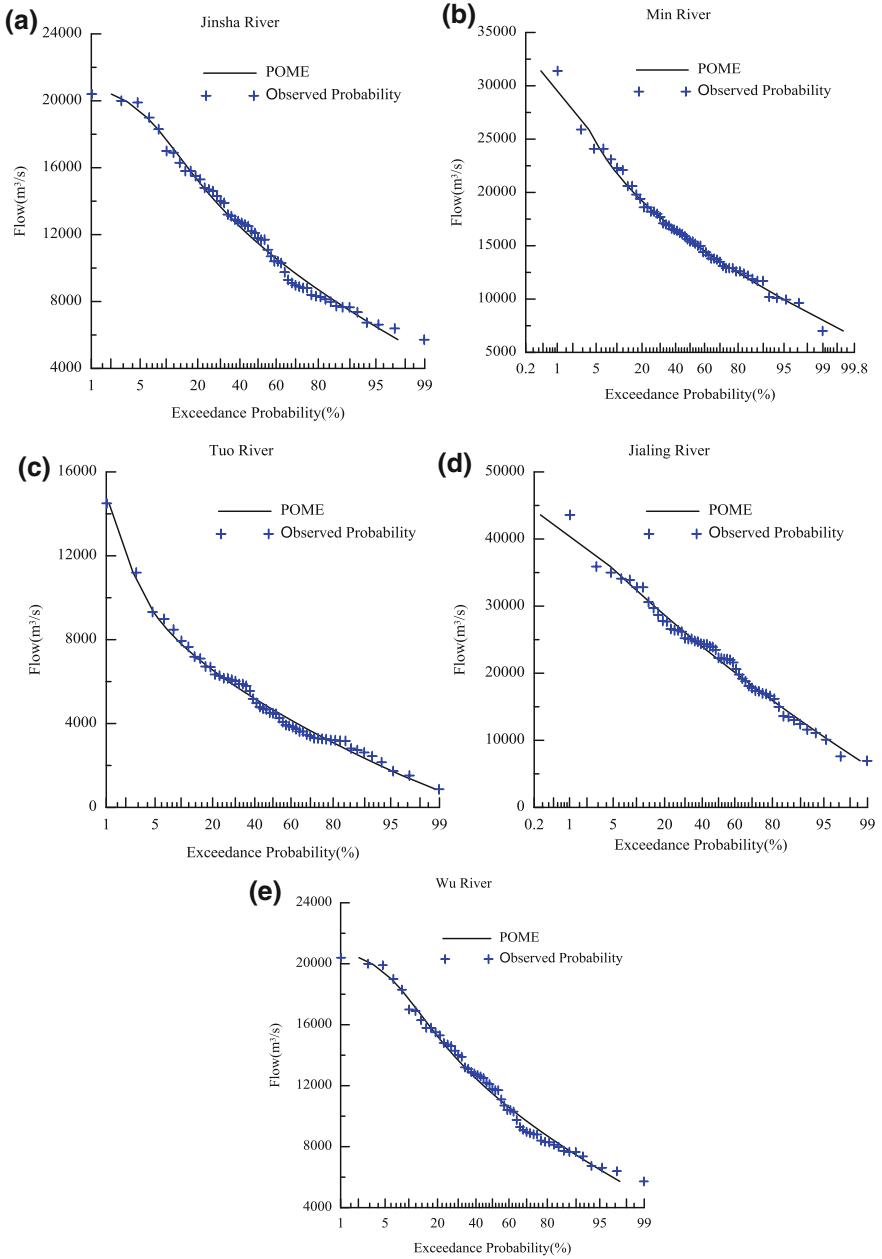 (a)
Jinsha River
24000
20000
16000
12000
8000
4000
Flow(m³/s)
POME
Observed Probability
1 5 20 40 60 80 95 99
Exceedance Probability(%)
(b)
Min River
35000
30000
25000
20000
15000
10000
5000
Flow(m³/s)
POME
Observed Probability
0.2 1 5 20 40 60 80 95 99 99.8
Exceedance Probability(%)
(c)
Tuo River
16000
12000
8000
4000
0
Flow(m³/s)
POME
Observed Probability
1 5 20 40 60 80 95 99
Exceedance Probability(%)
(d)
Jialing River
50000
40000
30000
20000
10000
0
Flow(m³/s)
POME
Observed Probability
0.2 1 5 20 40 60 80 95 99
Exceedance Probability(%)
(e)
Wu River
24000
20000
16000
12000
8000
4000
Flow(m³/s)
POME
Observed Probability
1 5 20 40 60 80 95 99
Exceedance Probability(%)